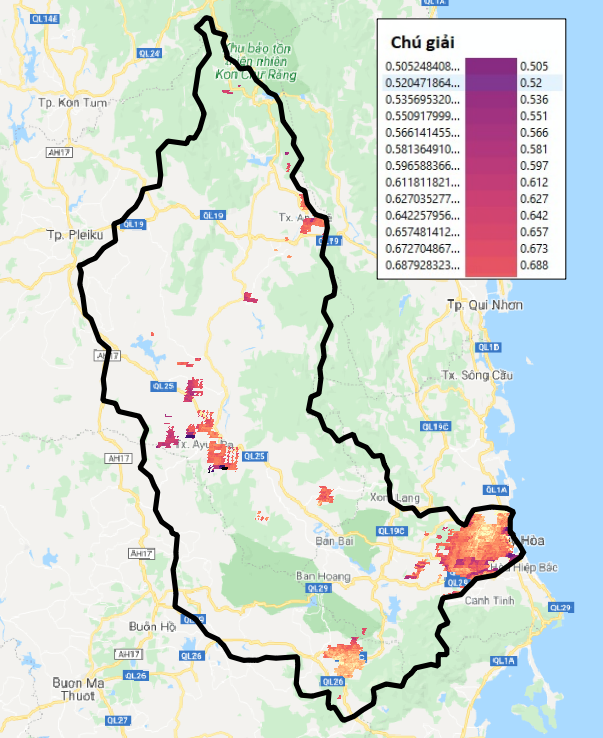 QL14E
QL1A
QL24
Khu bảo tồn
thiên nhiên
Kon Chư Răng
Chú giải
0.505248408... 0.505
0.520471864... 0.52
0.535695320... 0.536
0.550917999... 0.551
0.566141455... 0.566
0.581364910... 0.581
0.596588366... 0.597
0.611811821... 0.612
0.627035277... 0.627
0.642257956... 0.642
0.657481412... 0.657
0.672704867... 0.673
0.687928323... 0.688
Tp. Kon Tum
AH17
QL19
QL19
Tx. An
Tp. Pleiku
QL19
Tp. Qui Nhơn
QL1D
AH17
Tx. Sông Cầu
QL25
QL19C
Tx. Ayu Pa
QL25
AH17
QL1A
Xon Lang
QL19C
Ban Bai
Hòa
AH17
Hòa Hiệp Bắc
Ban Hoang
QL29
QL29
Canh Tinh
QL29
Buôn Hồ
AH17
QL26
QL1A
QL26
QL26
Buon Ma
Thuột
QL27